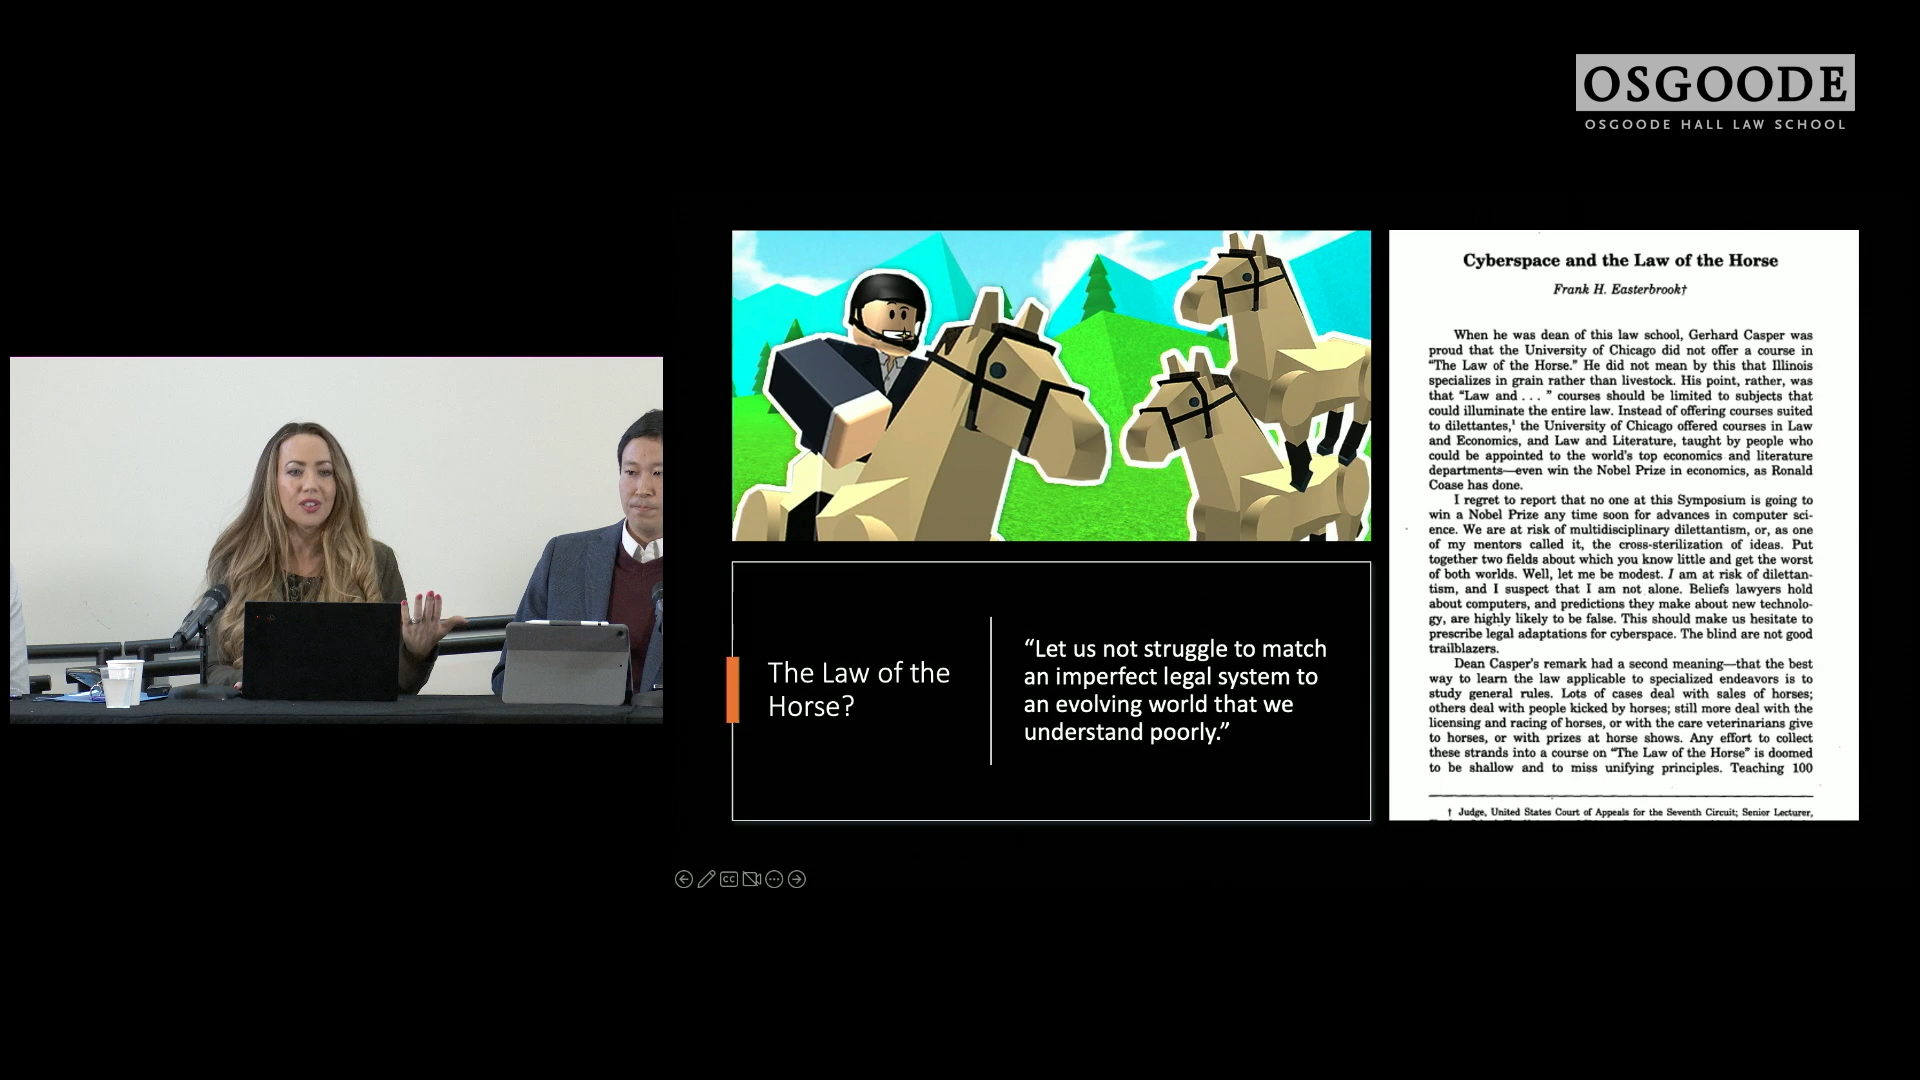 OSGOODE
OSGOODE HALL LAW SCHOOL
The Law of the
Horse?
“Let us not struggle to match
an imperfect legal system to
an evolving world that we
understand poorly.”
Cyberspace and the Law of the Horse
Frank H. Easterbrook†
When he was dean of this law school, Gerhard Casper was
proud that the University of Chicago did not offer a course in
“The Law of the Horse.” He did not mean by this that Illinois
specializes in grain rather than livestock. His point, rather, was
that “Law and . . . ” courses should be limited to subjects that
could illuminate the entire law. Instead of offering courses suited
to dilettantes,¹ the University of Chicago offered courses in Law
and Economics, and Law and Literature, taught by people who
could be appointed to the world's top economics and literature
departments—even win the Nobel Prize in economics, as Ronald
Coase has done.
I regret to report that no one at this Symposium is going to
win a Nobel Prize any time soon for advances in computer sci-
ence. We are at risk of multidisciplinary dilettantism, or, as one
of my mentors called it, the cross-sterilization of ideas. Put
together two fields about which you know little and get the worst
of both worlds. Well, let me be modest. I am at risk of dilettan-
tism, and I suspect that I am not alone. Beliefs lawyers hold
about computers, and predictions they make about new technolo-
gy, are highly likely to be false. This should make us hesitate to
prescribe legal adaptations for cyberspace. The blind are not good
trailblazers.
Dean Casper's remark had a second meaning—that the best
way to learn the law applicable to specialized endeavors is to
study general rules. Lots of cases deal with sales of horses;
others deal with people kicked by horses; still more deal with the
licensing and racing of horses, or with the care veterinarians give
to horses, or with prizes at horse shows. Any effort to collect
these strands into a course on “The Law of the Horse” is doomed
to be shallow and to miss unifying principles. Teaching 100
† Judge, United States Court of Appeals for the Seventh Circuit; Senior Lecturer,
CC